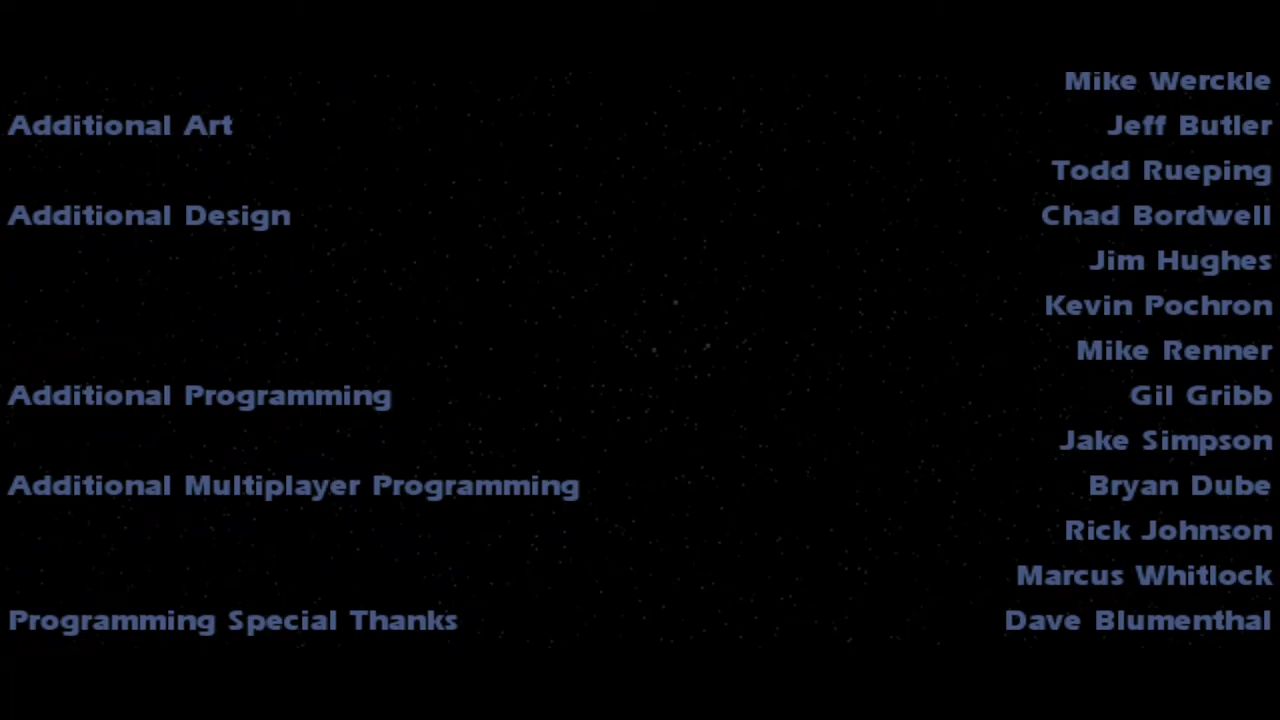 Mike Werckle
Additional Art Jeff Butler
Todd Rueping
Additional Design Chad Bordwell
Jim Hughes
Kevin Pochron
Mike Renner
Additional Programming Gil Gribb
Jake Simpson
Additional Multiplayer Programming Bryan Dube
Rick Johnson
Marcus Whitlock
Programming Special Thanks Dave Blumenthal